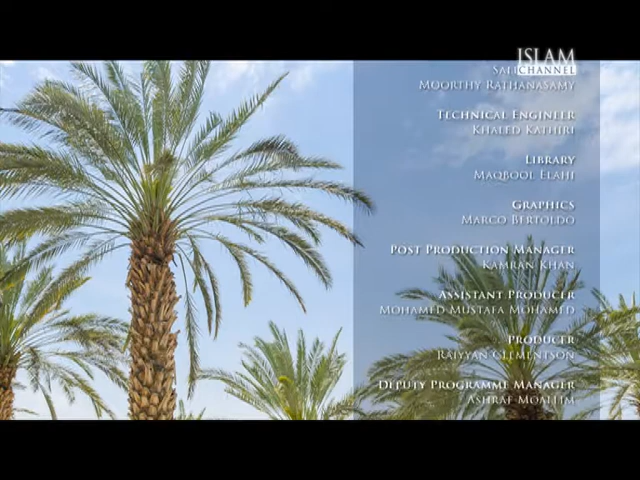 ISLAM
CHANNEL
Moorthy Rathanasamy
Technical Engineer
Khaled Kathiri
Library
Maqbool Elahi
Graphics
Marco Bertoldo
Post Production Manager
Kamran Khan
Assistant Producer
Mohamed Mustafa Mohamed
Producer
Raiyyan Clementson
Deputy Programme Manager
Ashraf Moallim